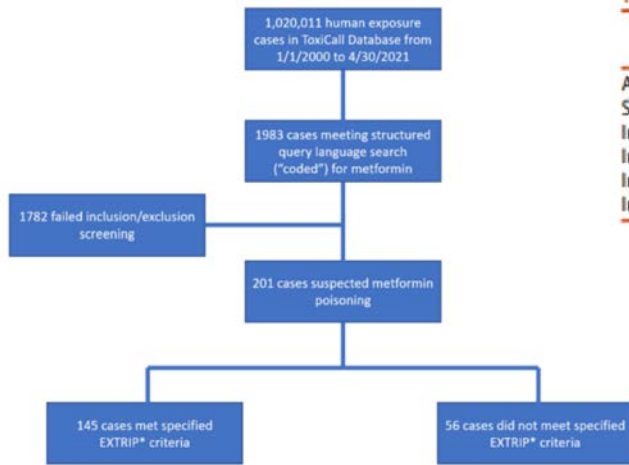 1,020,011 human exposure
cases in ToxiCall Database from
1/1/2000 to 4/30/2021
1983 cases meeting structured
query language search
("coded") for metformin
1782 failed inclusion/exclusion
screening
201 cases suspected metformin
poisoning
145 cases met specified
EXTRIP* criteria
56 cases did not meet specified
EXTRIP* criteria